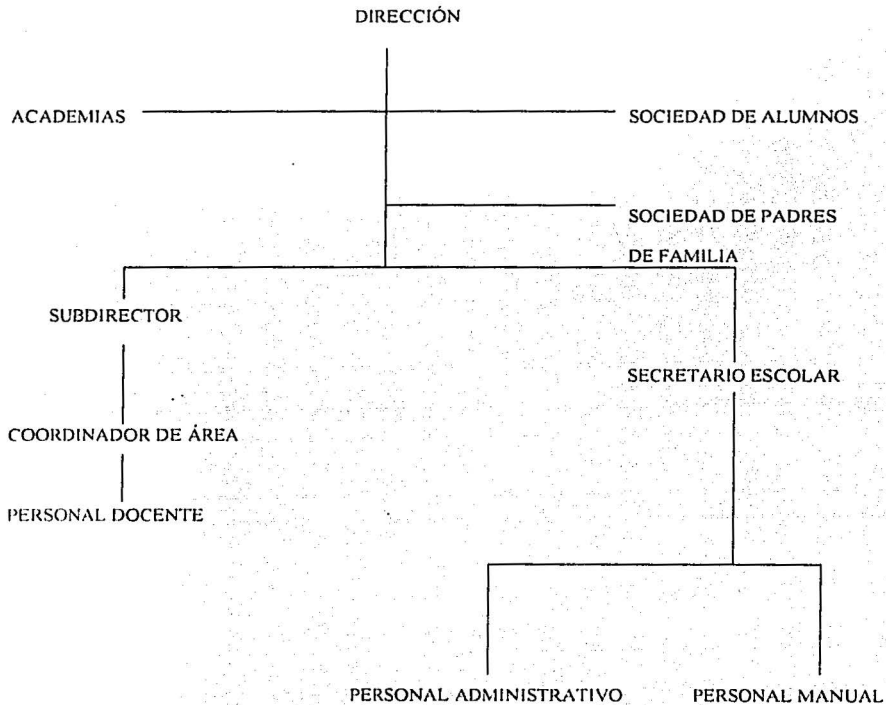 DIRECCIÓN
ACADEMIAS
SOCIEDAD DE ALUMNOS
SOCIEDAD DE PADRES
DE FAMILIA
SUBDIRECTOR
SECRETARIO ESCOLAR
COORDINADOR DE ÁREA
PERSONAL DOCENTE
PERSONAL ADMINISTRATIVO
PERSONAL MANUAL